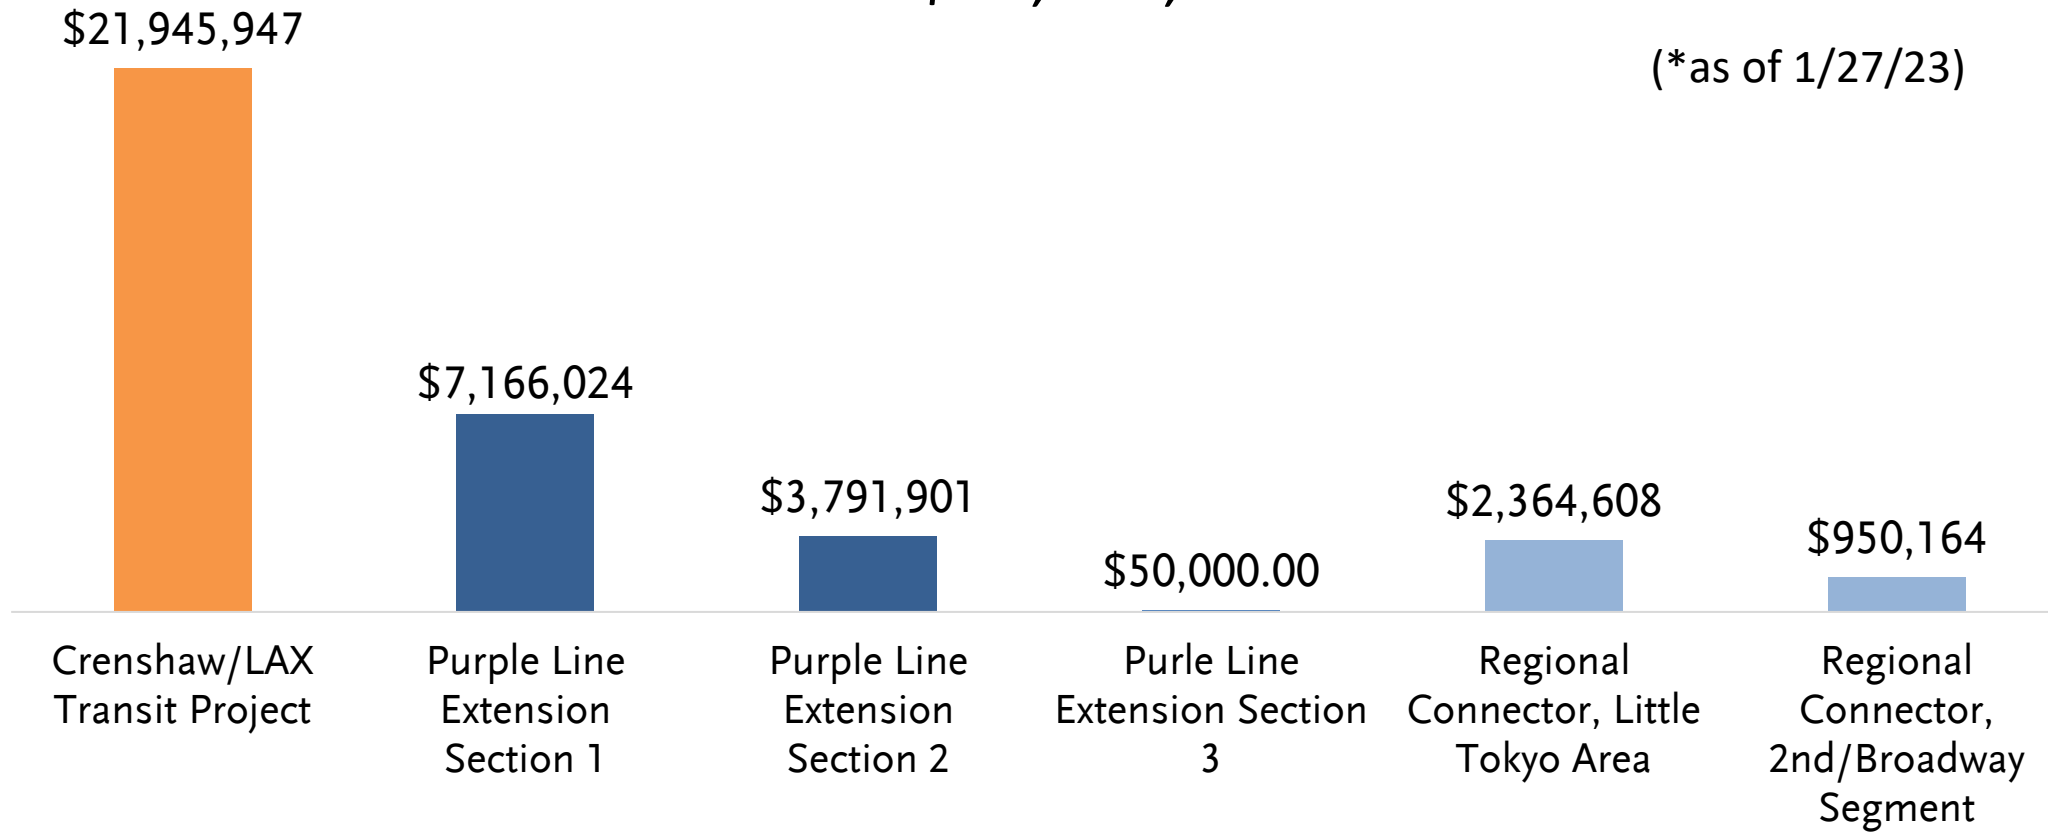 $21,945,947
(*as of 1/27/23)
$7,166,024
$3,791,901
$50,000.00
$2,364,608
$950,164
Crenshaw/LAX
Transit Project
Purple Line
Extension
Section 1
Purple Line
Extension
Section 2
Purle Line
Extension Section
3
Regional
Connector, Little
Tokyo Area
Regional
Connector,
2nd/Broadway
Segment